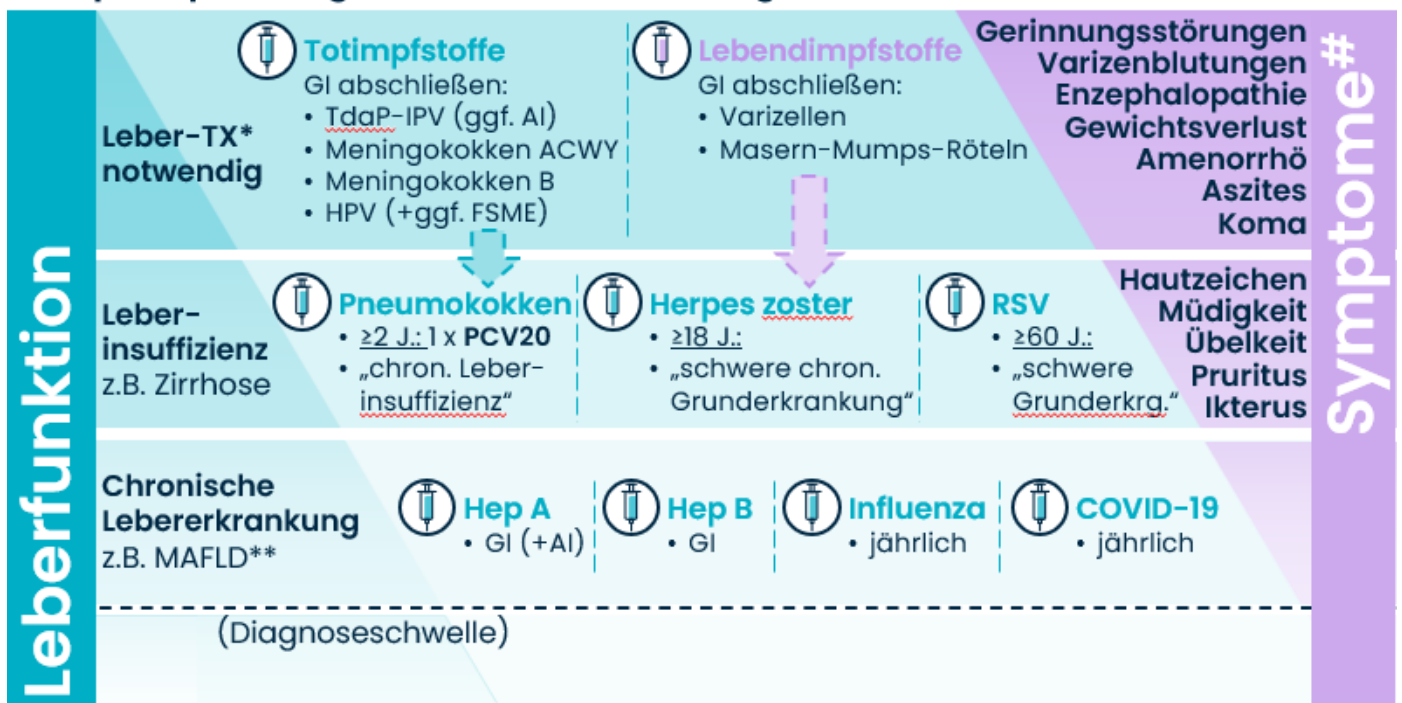 Leberfunktion
Symptome#
Leber-TX*
notwendig
Totimpfstoffe
GI abschließen:
• TdaP-IPV (ggf. AI)
• Meningokokken ACWY
• Meningokokken B
• HPV (+ggf. FSME)
Lebendimpfstoffe
GI abschließen:
• Varizellen
• Masern-Mumps-Röteln
Gerinnungsstörungen
Varizenblutungen
Enzephalopathie
Gewichtsverlust
Amenorrhö
Aszites
Koma
Leber-
insuffizienz
z.B. Zirrhose
Pneumokokken
• ≥2 J.: 1 x PCV20
• „chron. Leber-
insuffizienz“
Herpes zoster
• ≥18 J.:
• „schwere chron.
Grunderkrankung“
RSV
• ≥60 J.:
• „schwere
Grunderkrg.“
Hautzeichen
Müdigkeit
Übelkeit
Pruritus
Ikterus
Chronische
Lebererkrankung
z.B. MAFLD**
Hep A
• GI (+AI)
Hep B
• GI
Influenza
• jährlich
COVID-19
• jährlich
(Diagnoseschwelle)